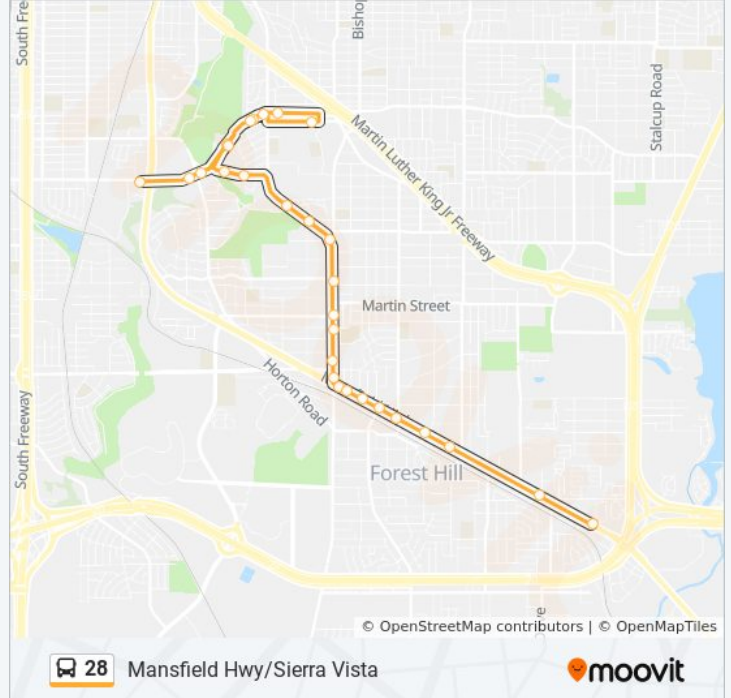 South Fre
Bishop
Stalcup Road
Martin Luther King Jr Freeway
Martin Street
Horton Road
South Freeway
Forest Hill
© OpenStreetMap contributors | © OpenMapTiles
28 Mansfield Hwy/Sierra Vista
moovit